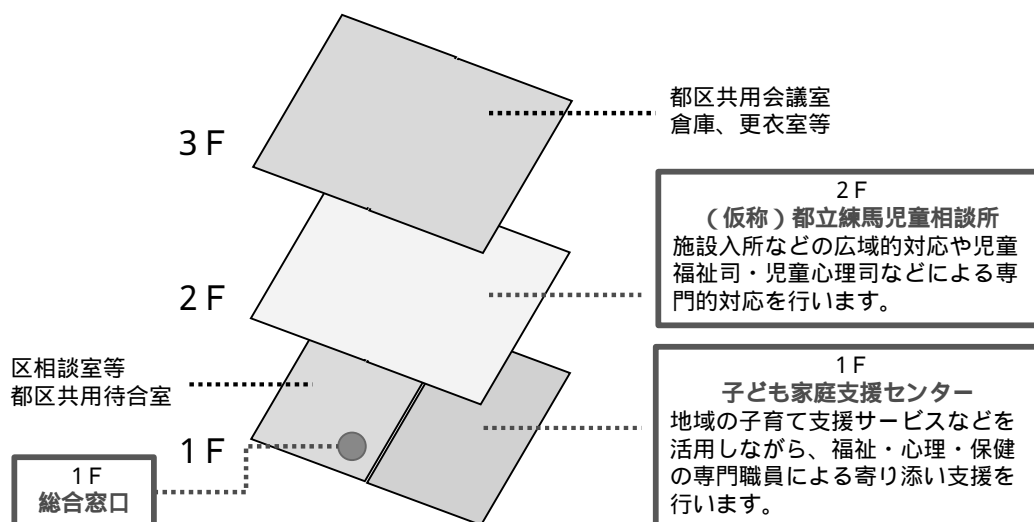 都区共用会議室
倉庫、更衣室等
3F
2F
(仮称)都立練馬児童相談所
施設入所などの広域的対応や児童
福祉司・児童心理司などによる専
門的対応を行います。
2F
区相談室等
都区共用待合室
1F
子ども家庭支援センター
地域の子育て支援サービスなどを
活用しながら、福祉・心理・保健
の専門職員による寄り添い支援を
行います。
1F
1F
総合窓口